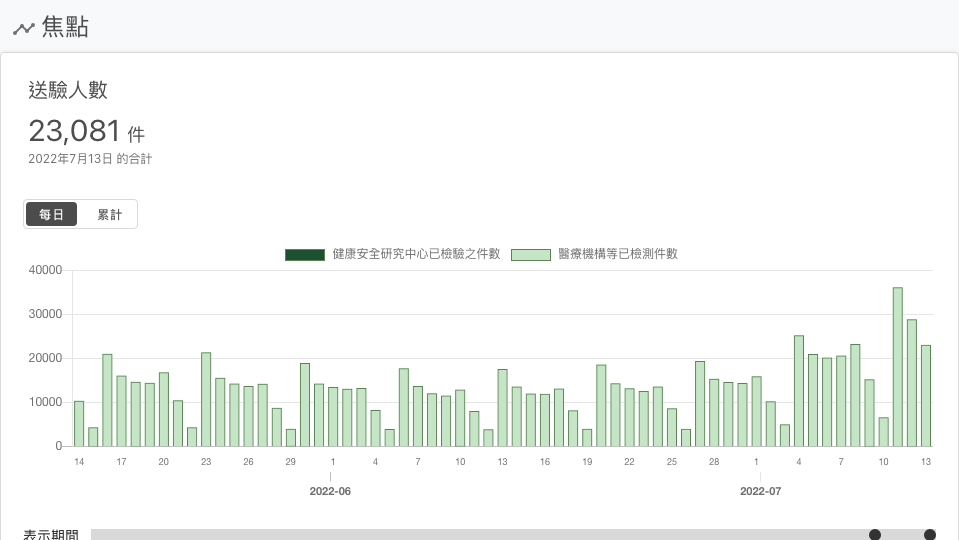 焦點
送驗人數
23,081 件
2022年7月13日 的合計
每日 累計
健康安全研究中心已檢驗之件數 醫療機構等已檢測件數
40000
30000
20000
10000
0
14 17 20 23 26 29 1 4 7 10 13 16 19 22 25 28 1 4 7 10 13
2022-06 2022-07
表示期間